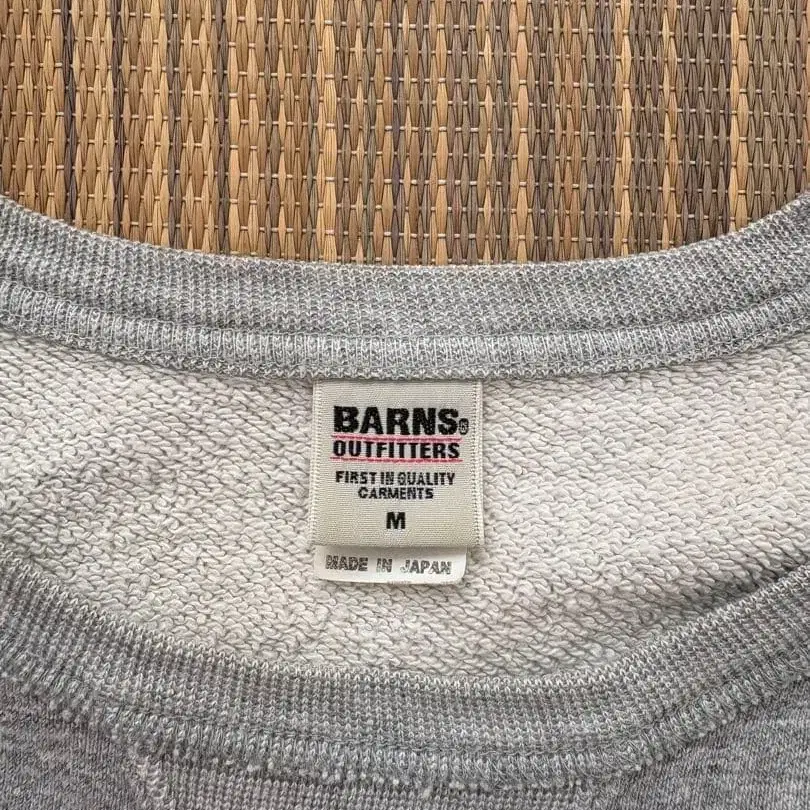 BARNS®
OUTFITTERS
FIRST IN QUALITY
GARMENTS
M
MADE IN JAPAN